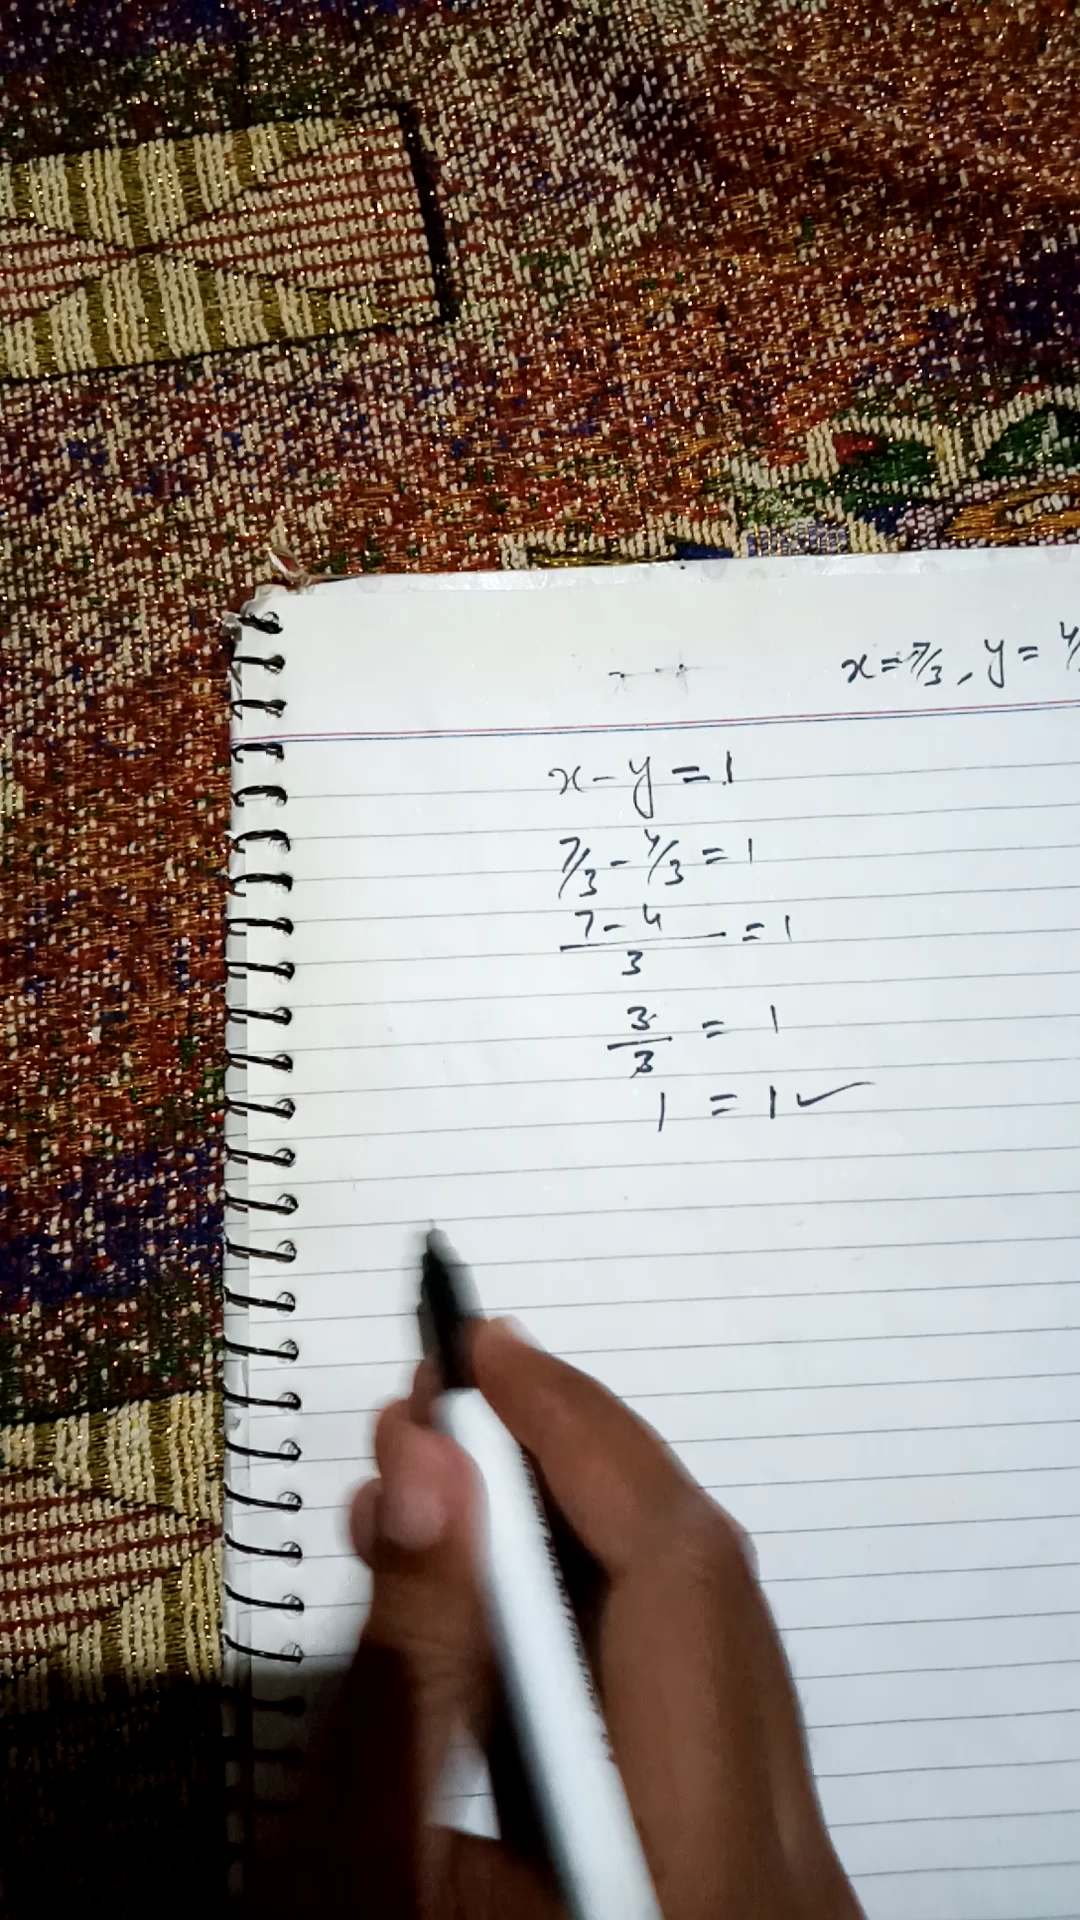 x = 7/3, y = 4/
x - y = 1
7/3 - 4/3 = 1
7 - 4 / 3 = 1
3/3 = 1
1 = 1 ✓